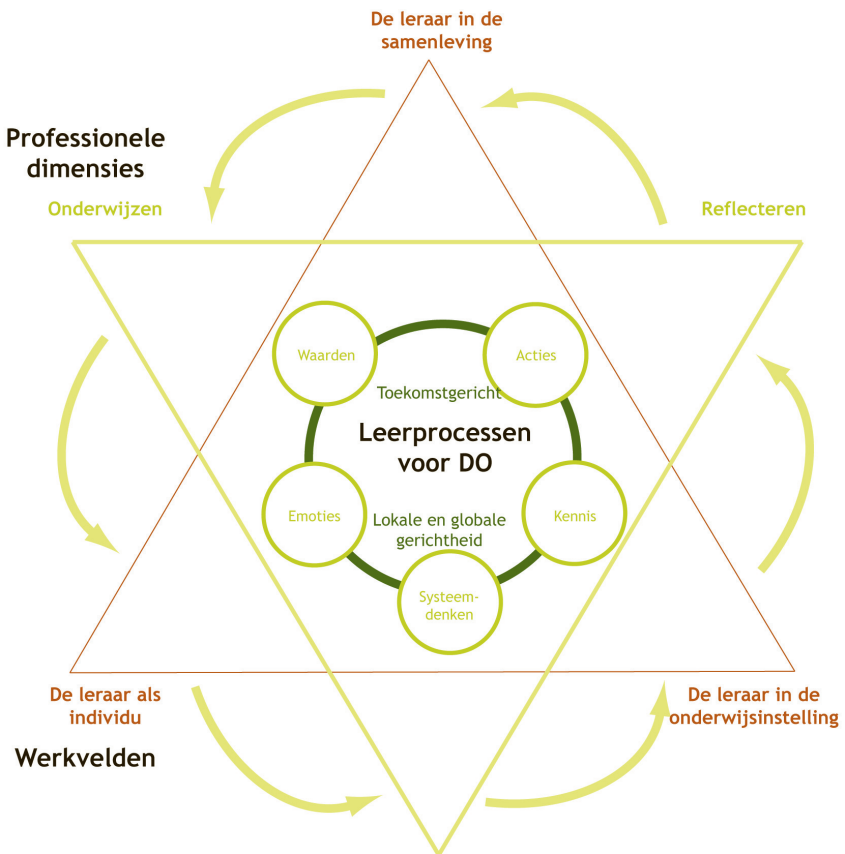 De leraar in de
samenleving
Professionele
dimensies
Onderwijzen
Reflecteren
Waarden
Acties
Toekomstgericht
Leerprocessen
voor DO
Emoties
Lokale en globale
gerichtheid
Kennis
Systeem-
denken
De leraar als
individu
De leraar in de
onderwijsinstelling
Werkvelden